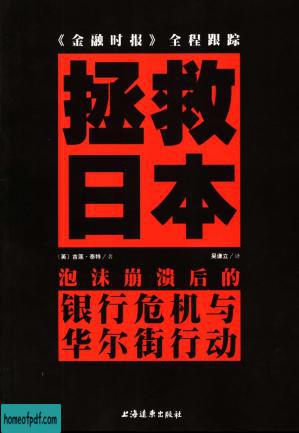 《金融时报》全程跟踪
拯救
日本
〔英〕吉莲·泰特/著
吴谦立/译
泡沫崩溃后的
银行危机与
华尔街行动
上海远东出版社
homeofpdf.com